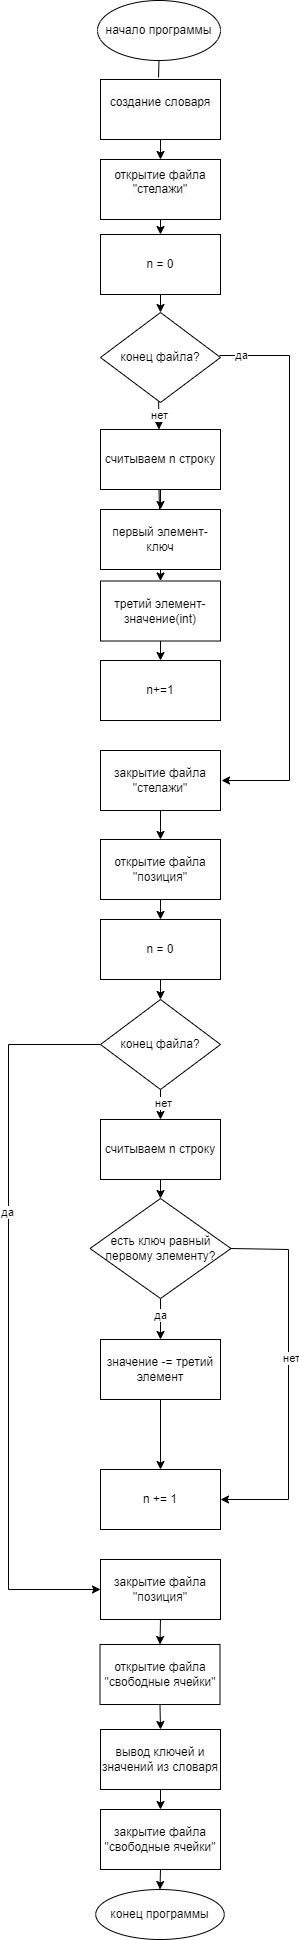 начало программы
создание словаря
открытие файла
"стелажи"
n = 0
конец файла?
да
нет
считываем n строку
первый элемент-
ключ
третий элемент-
значение(int)
n+=1
закрытие файла
"стелажи"
открытие файла
"позиция"
n = 0
конец файла?
нет
считываем n строку
да
есть ключ равный
первому элементу?
да
нет
значение -= третий
элемент
n += 1
закрытие файла
"позиция"
открытие файла
"свободные ячейки"
вывод ключей и
значений из словаря
закрытие файла
"свободные ячейки"
конец программы